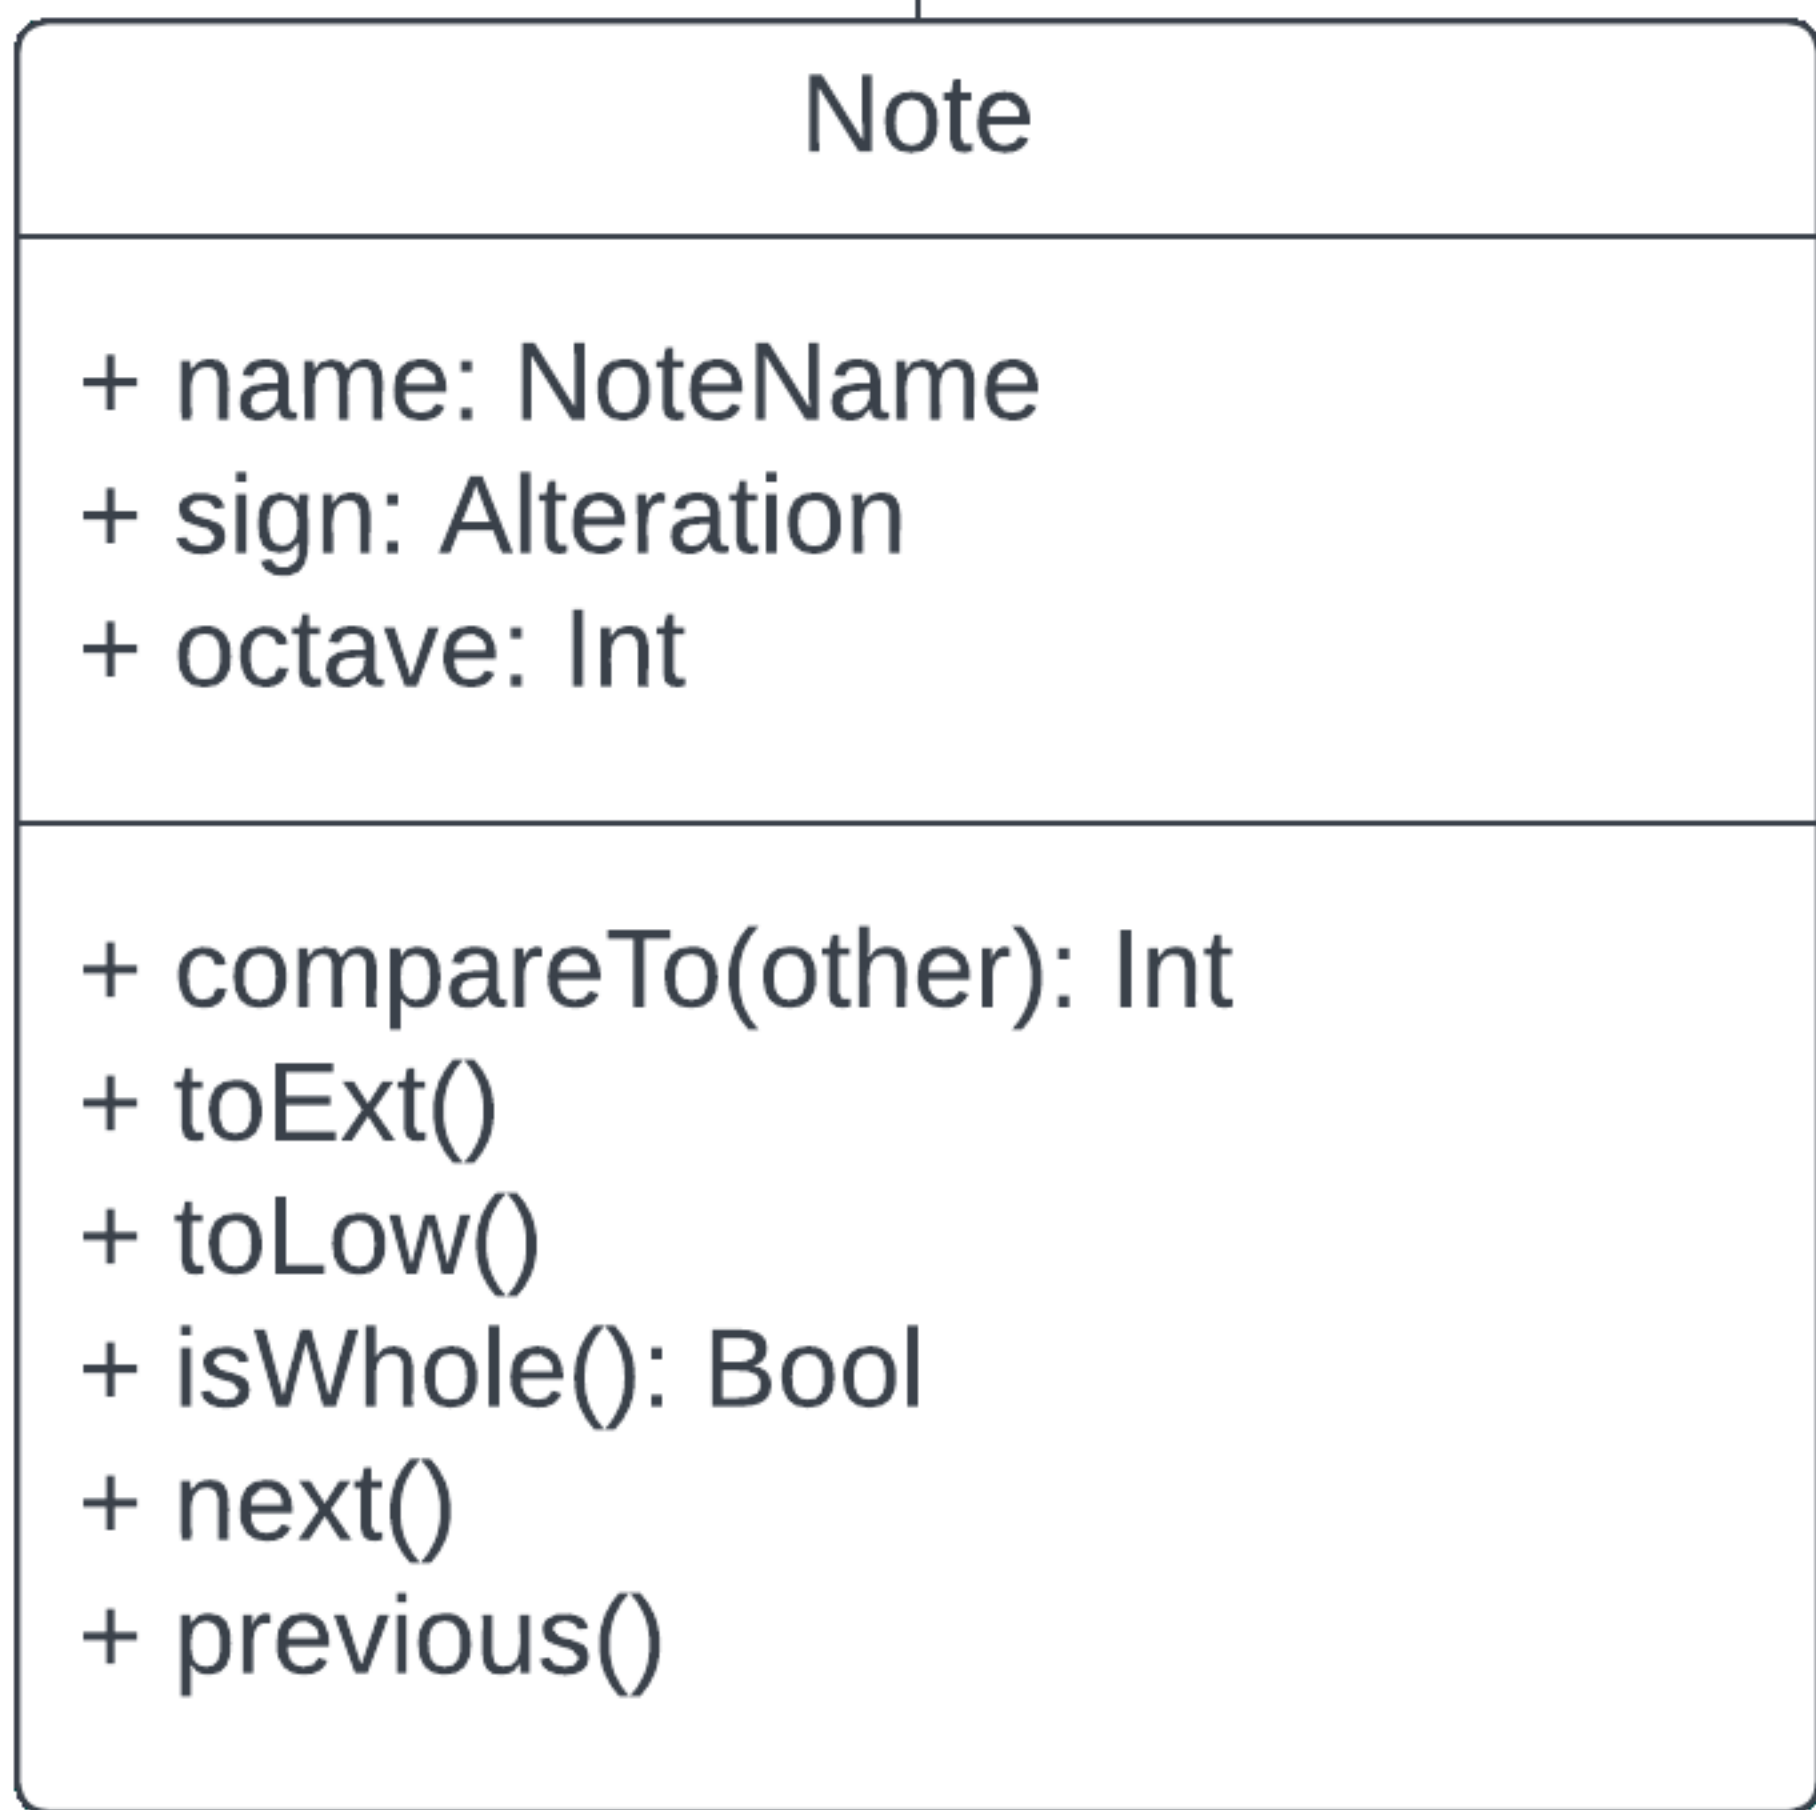 Note
+ name: NoteName
+ sign: Alteration
+ octave: Int
+ compareTo(other): Int
+ toExt()
+ toLow()
+ isWhole(): Bool
+ next()
+ previous()